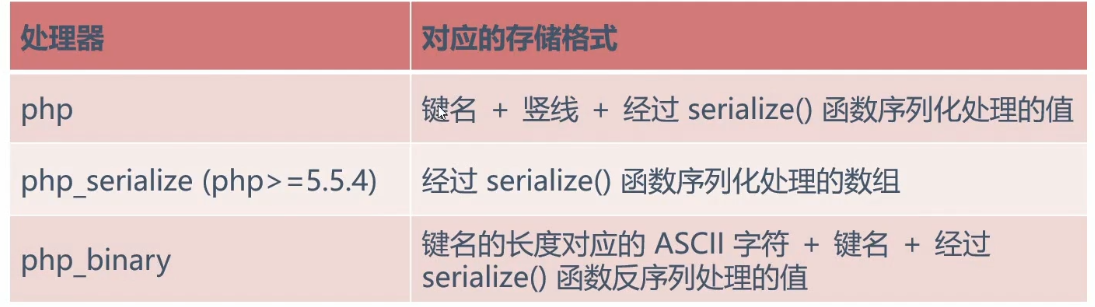 处理器 对应的存储格式
php 键名 + 竖线 + 经过 serialize() 函数序列化处理的值
php_serialize (php>=5.5.4) 经过 serialize() 函数序列化处理的数组
php_binary 键名的长度对应的 ASCII 字符 + 键名 + 经过
serialize() 函数反序列处理的值